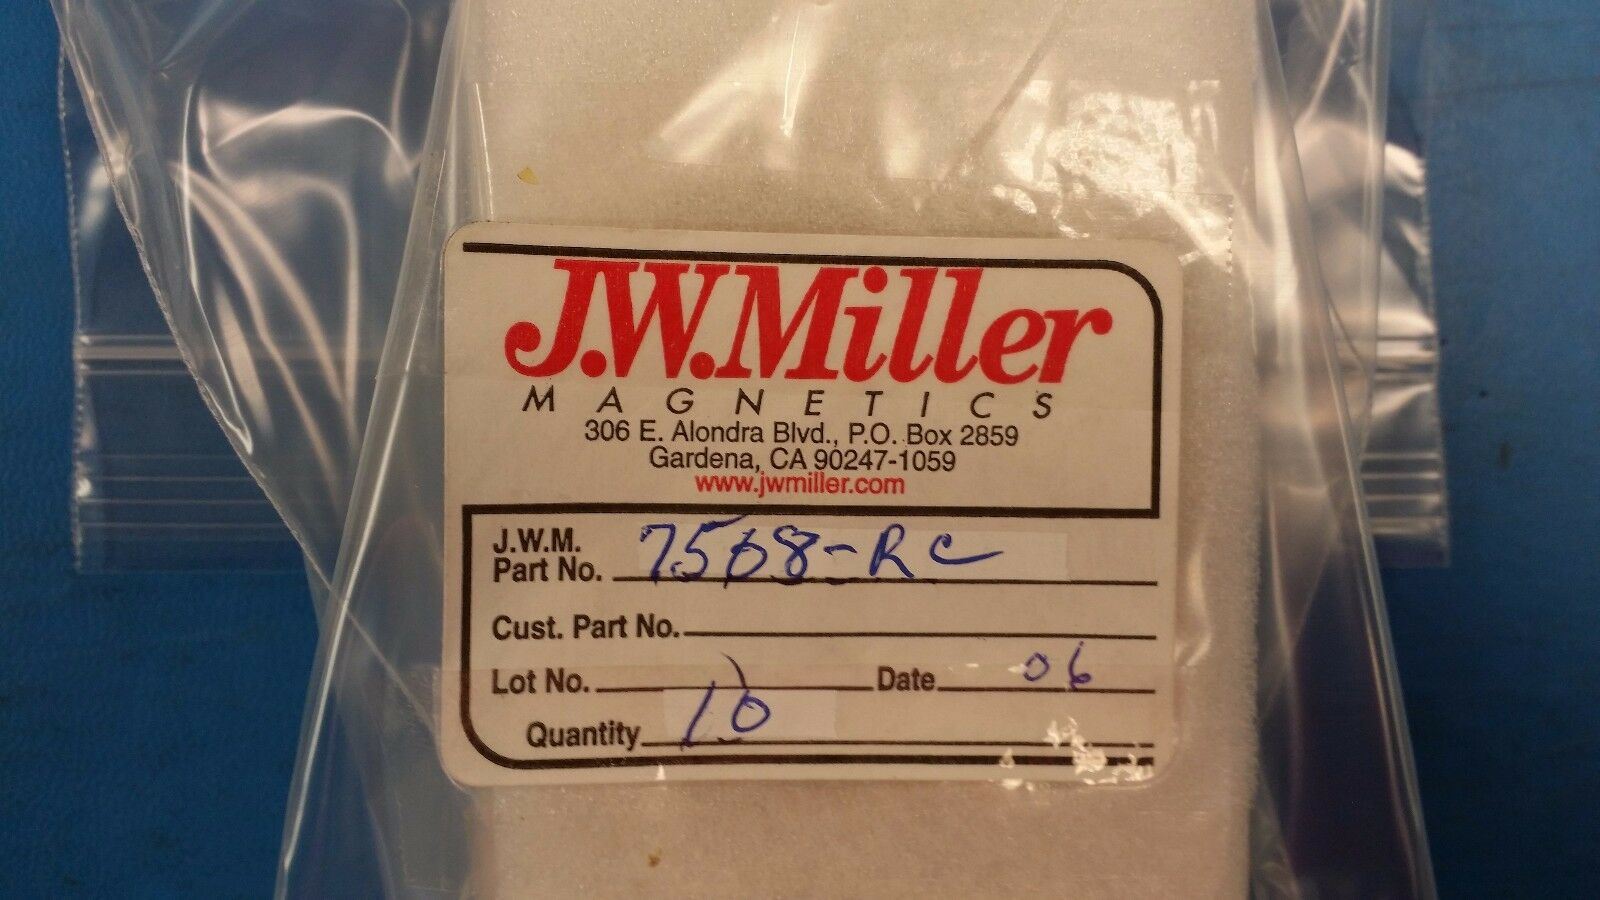 J.W.Miller
MAGNETICS
306 E. Alondra Blvd., P.O. Box 2859
Gardena, CA 90247-1059
www.jwmiller.com
J.W.M.
Part No. 7508-RC
Cust. Part No.
Lot No. Date 06
Quantity 10